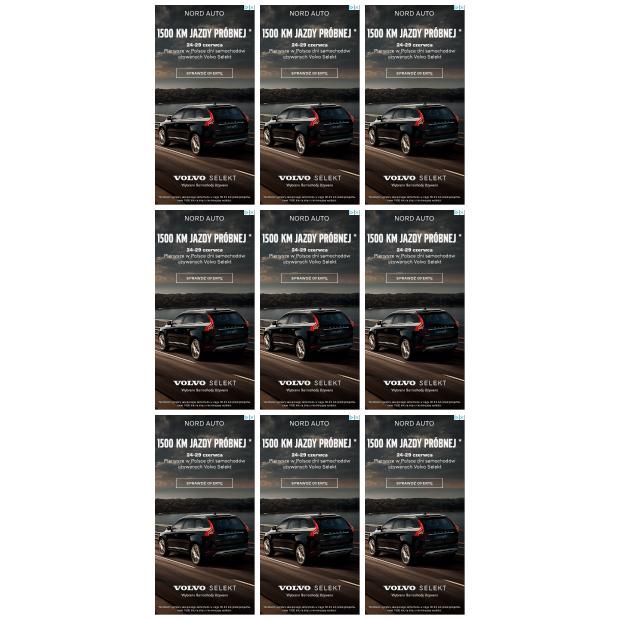 NORD AUTO NORD AUTO NORD AUTO
1500 KM JAZDY PRÓBNEJ * 1500 KM JAZDY PRÓBNEJ * 1500 KM JAZDY PRÓBNEJ *
24-29 czerwca 24-29 czerwca 24-29 czerwca
Pierwsze w Polsce dni samochodów Pierwsze w Polsce dni samochodów Pierwsze w Polsce dni samochodów
używanych Volvo Selekt używanych Volvo Selekt używanych Volvo Selekt
SPRAWDŹ OFERTĘ SPRAWDŹ OFERTĘ SPRAWDŹ OFERTĘ
VOLVO SELEKT VOLVO SELEKT VOLVO SELEKT
Wybrane Samochody Używane Wybrane Samochody Używane Wybrane Samochody Używane
NORD AUTO NORD AUTO NORD AUTO
1500 KM JAZDY PRÓBNEJ * 1500 KM JAZDY PRÓBNEJ * 1500 KM JAZDY PRÓBNEJ *
24-29 czerwca 24-29 czerwca 24-29 czerwca
Pierwsze w Polsce dni samochodów Pierwsze w Polsce dni samochodów Pierwsze w Polsce dni samochodów
używanych Volvo Selekt używanych Volvo Selekt używanych Volvo Selekt
SPRAWDŹ OFERTĘ SPRAWDŹ OFERTĘ SPRAWDŹ OFERTĘ
VOLVO SELEKT VOLVO SELEKT VOLVO SELEKT
Wybrane Samochody Używane Wybrane Samochody Używane Wybrane Samochody Używane
NORD AUTO NORD AUTO NORD AUTO
1500 KM JAZDY PRÓBNEJ * 1500 KM JAZDY PRÓBNEJ * 1500 KM JAZDY PRÓBNEJ *
24-29 czerwca 24-29 czerwca 24-29 czerwca
Pierwsze w Polsce dni samochodów Pierwsze w Polsce dni samochodów Pierwsze w Polsce dni samochodów
używanych Volvo Selekt używanych Volvo Selekt używanych Volvo Selekt
SPRAWDŹ OFERTĘ SPRAWDŹ OFERTĘ SPRAWDŹ OFERTĘ
VOLVO SELEKT VOLVO SELEKT VOLVO SELEKT
Wybrane Samochody Używane Wybrane Samochody Używane Wybrane Samochody Używane